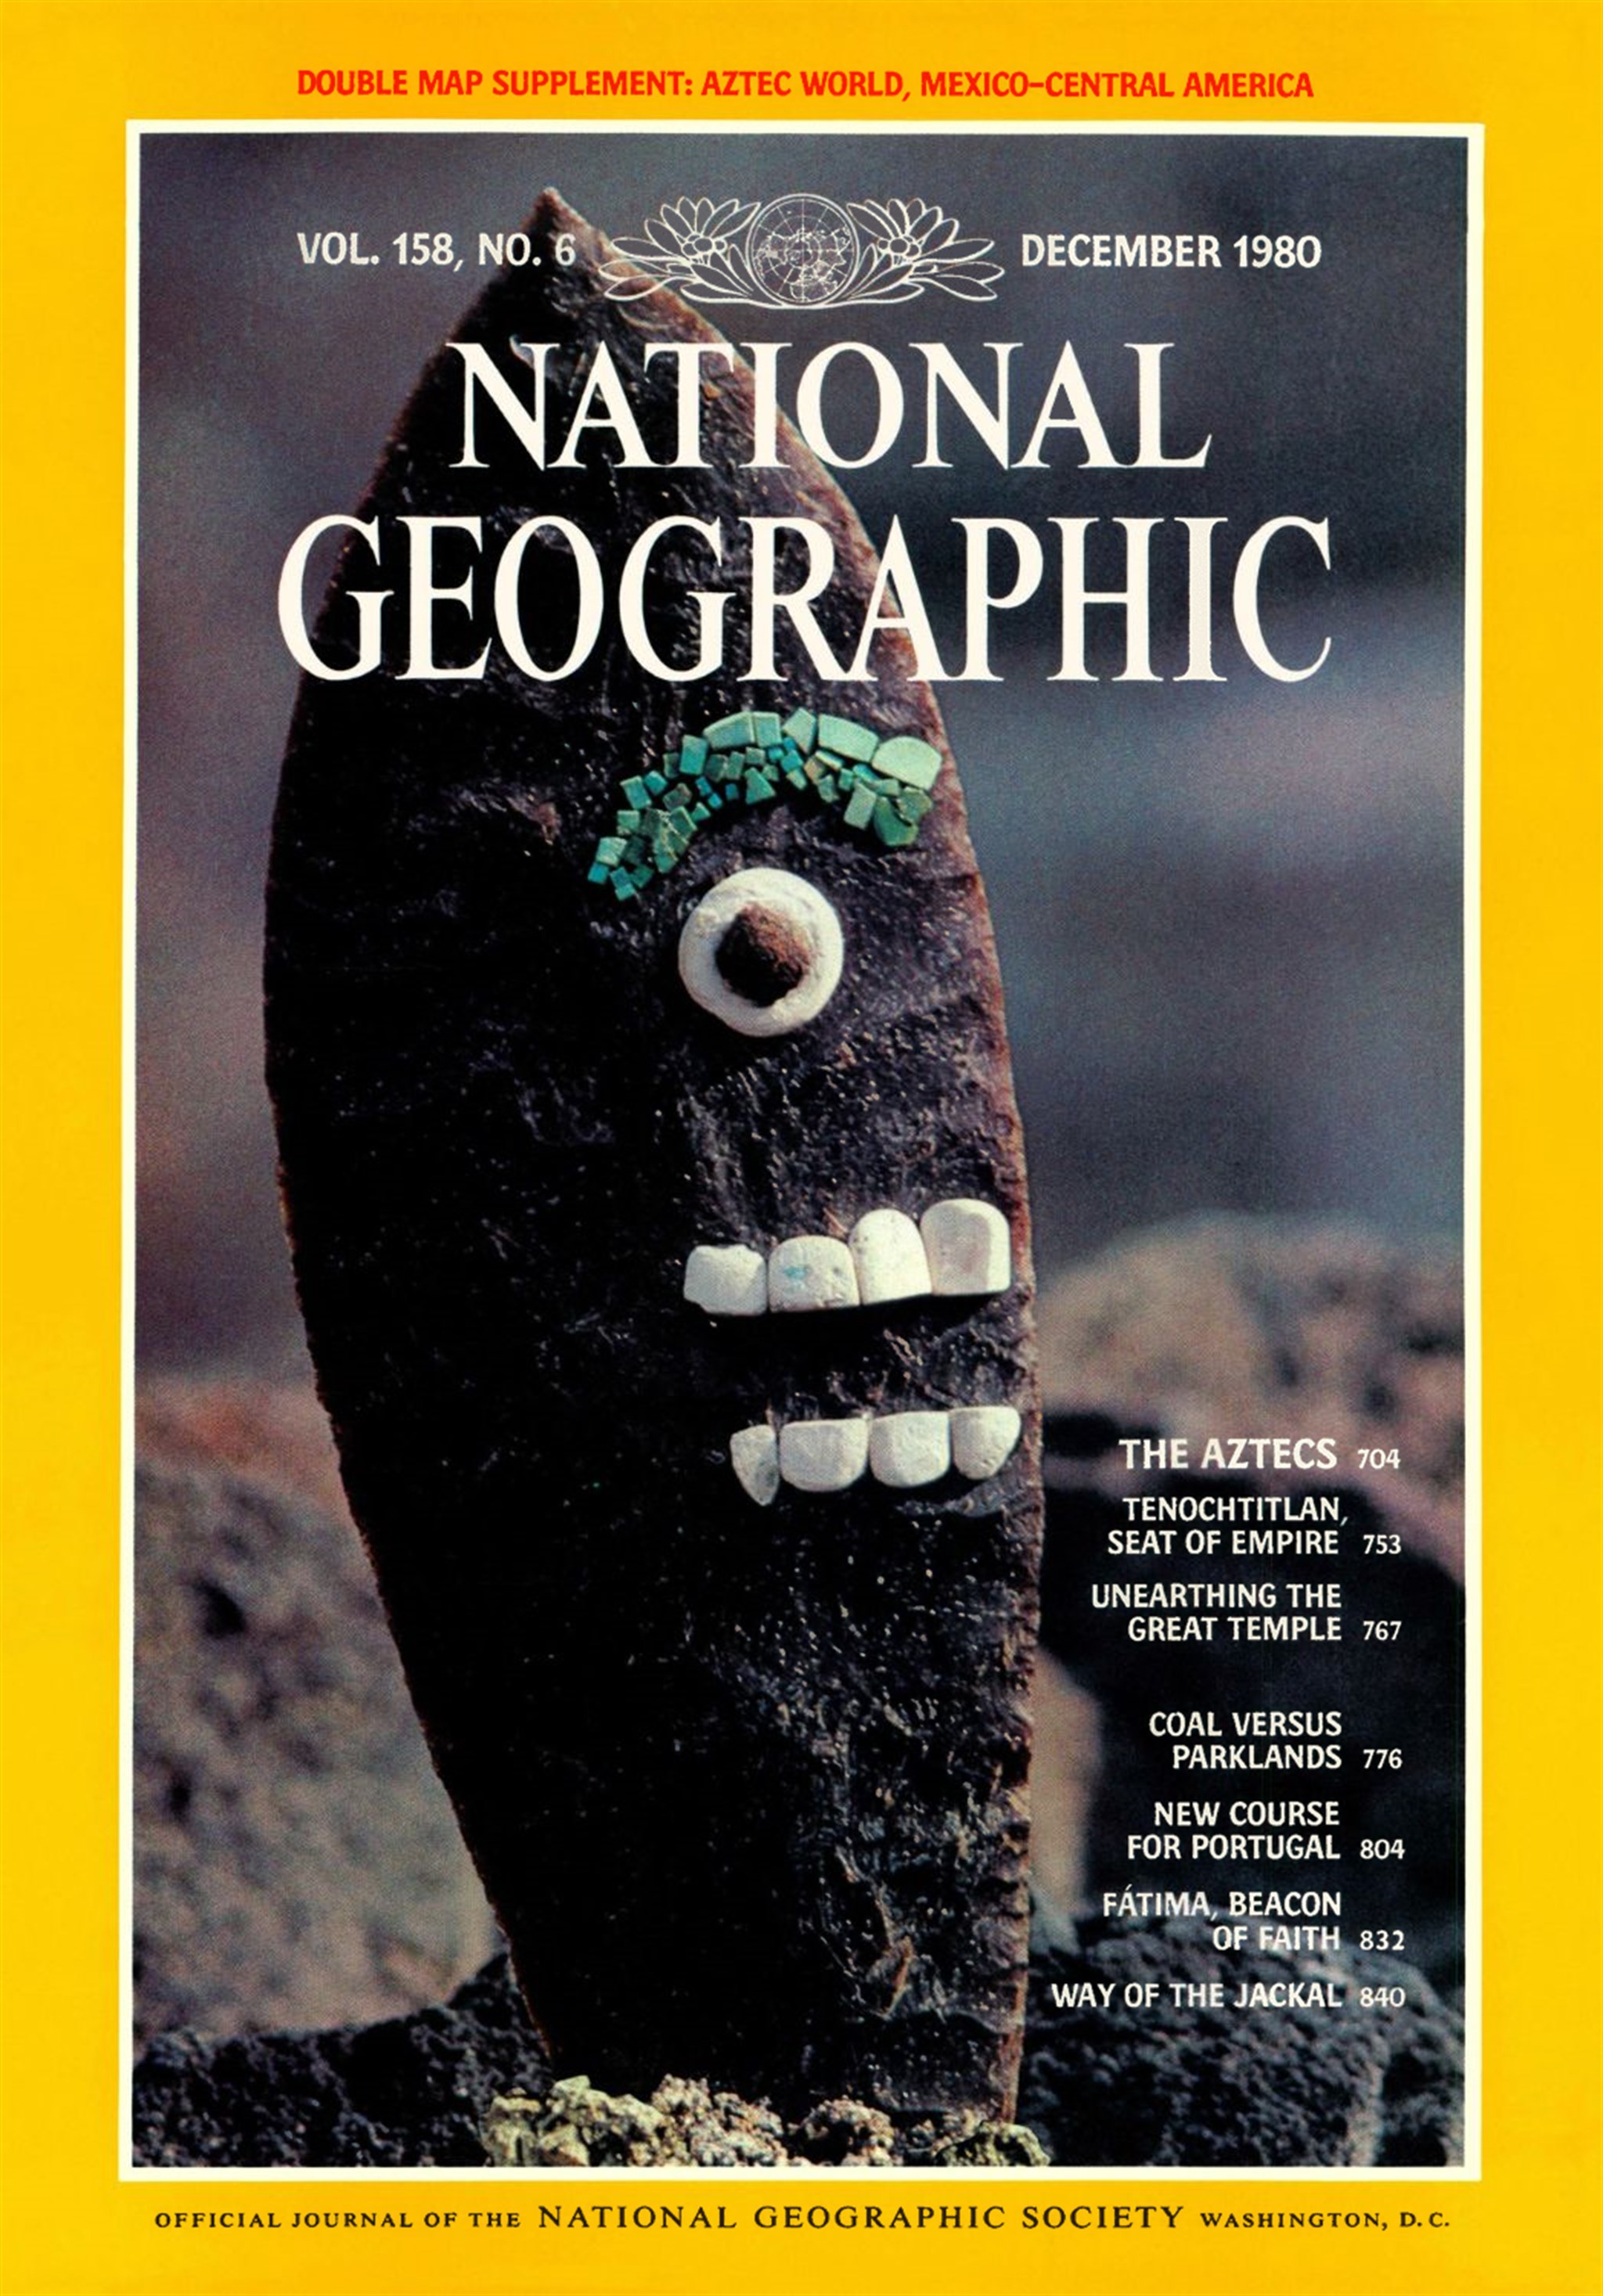 DOUBLE MAP SUPPLEMENT: AZTEC WORLD, MEXICO-CENTRAL AMERICA
VOL. 158, NO. 6
DECEMBER 1980
NATIONAL
GEOGRAPHIC
THE AZTECS 704
TENOCHTITLAN,
SEAT OF EMPIRE 753
UNEARTHING THE
GREAT TEMPLE 767
COAL VERSUS
PARKLANDS 776
NEW COURSE
FOR PORTUGAL 804
FÁTIMA, BEACON
OF FAITH 832
WAY OF THE JACKAL 840
OFFICIAL JOURNAL OF THE NATIONAL GEOGRAPHIC SOCIETY WASHINGTON, D.C.